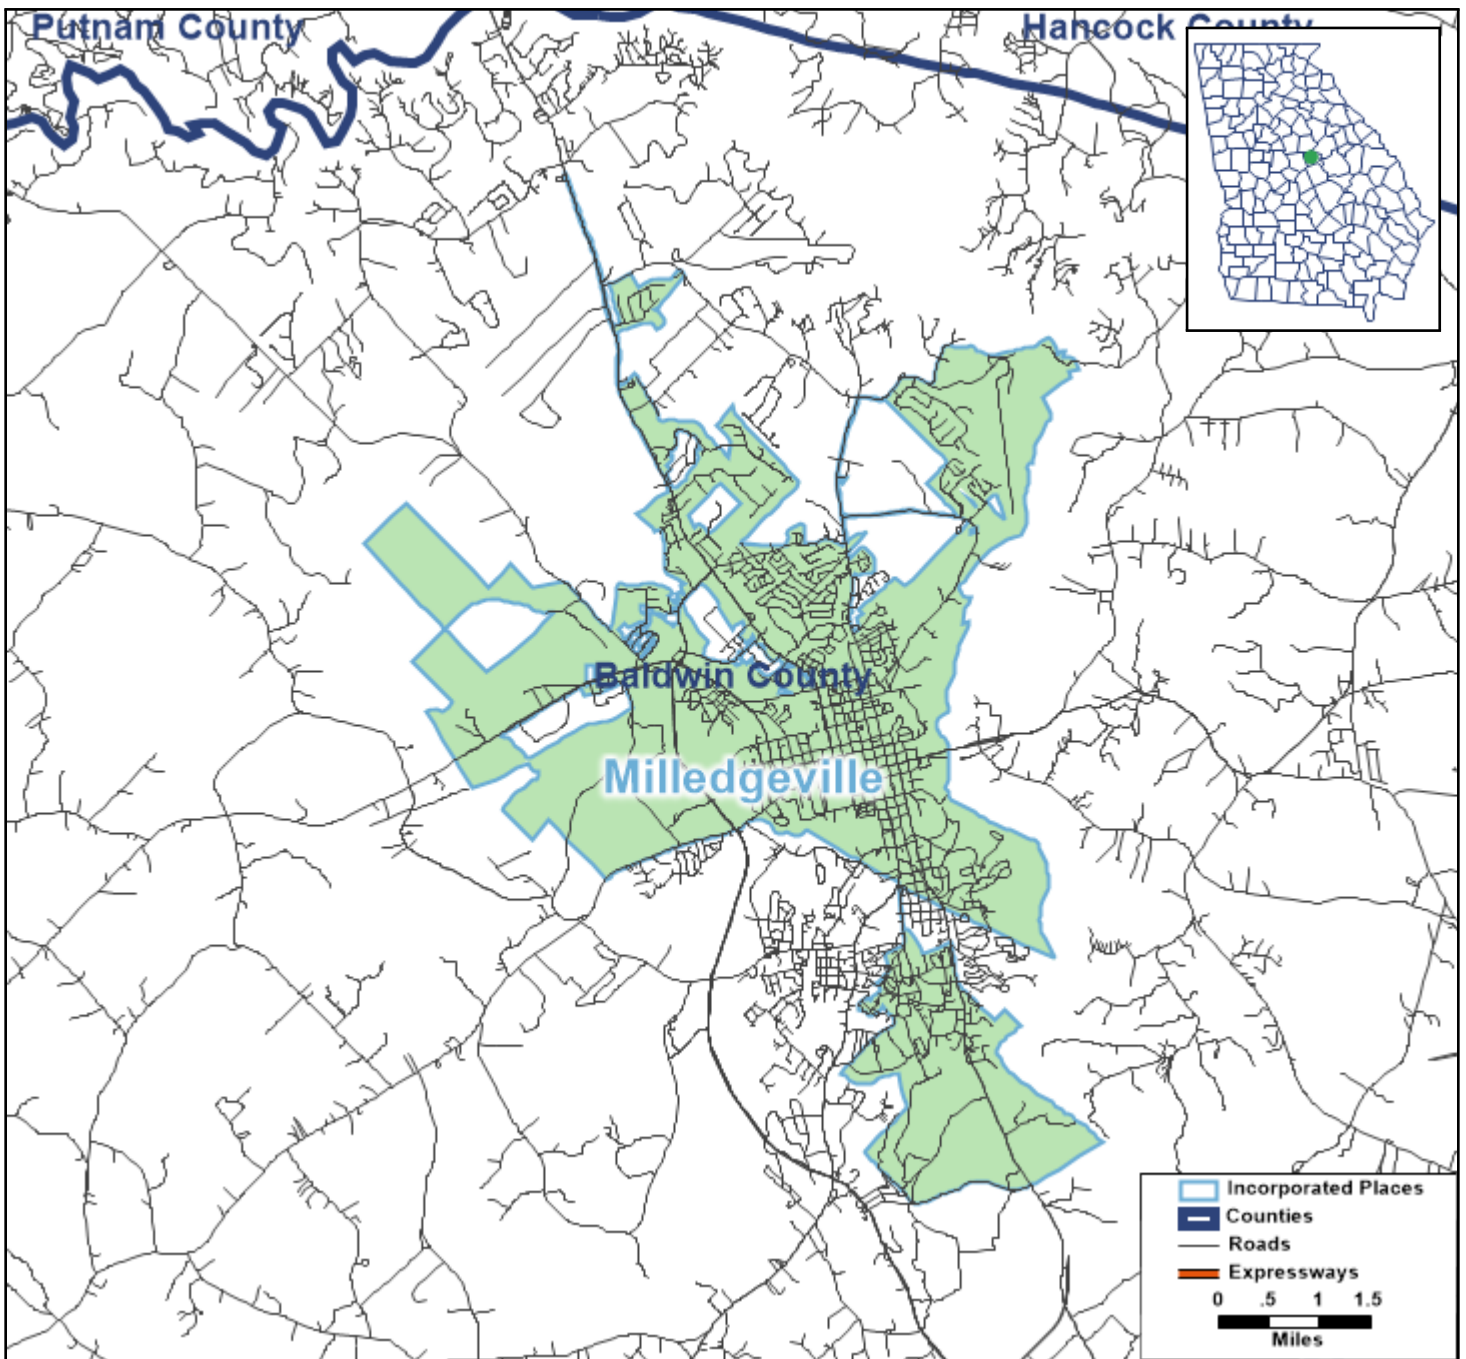 Putnam County
Hancock County
Baldwin County
Milledgeville
Incorporated Places
Counties
Roads
Expressways
0 .5 1 1.5
Miles